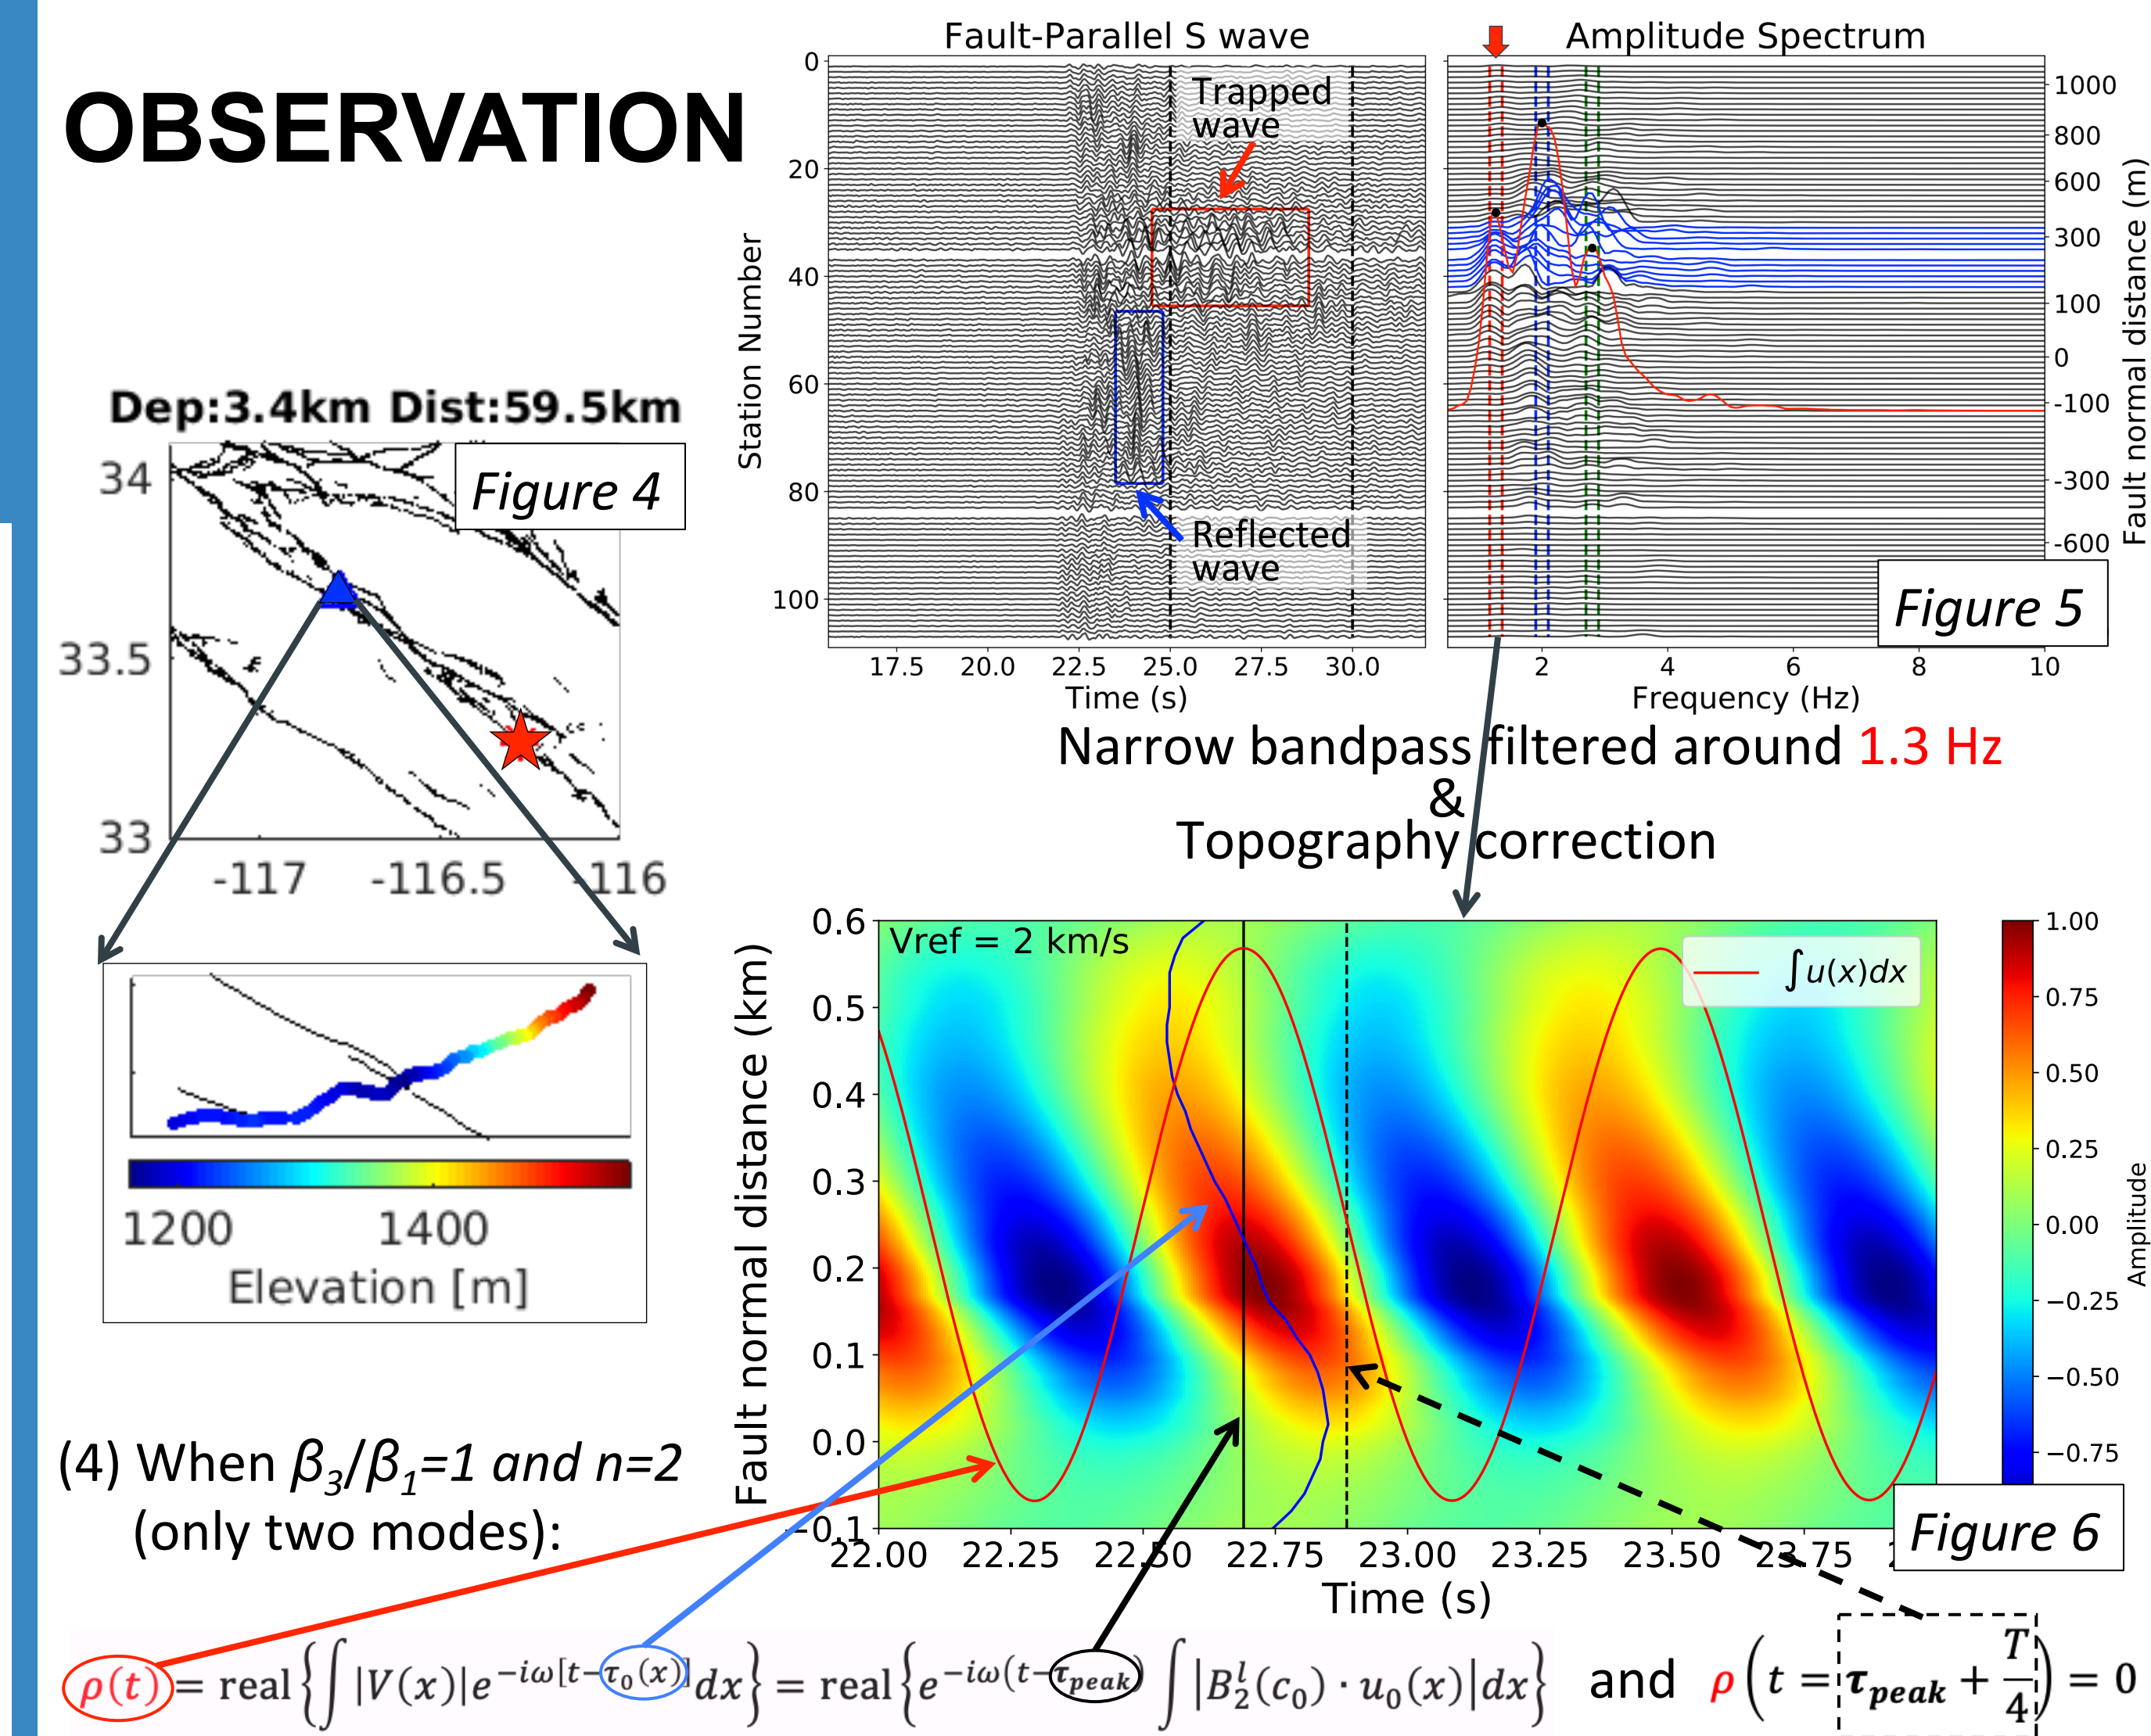 OBSERVATION
Dep:3.4km Dist:59.5km
Figure 4
34
33.5
33
-117 -116.5 -116
1200 1400
Elevation [m]
Fault-Parallel S wave
Station Number
0
20
40
60
80
100
Trapped
wave
Reflected
wave
17.5 20.0 22.5 25.0 27.5 30.0
Time (s)
Amplitude Spectrum
1000
800
600
300
100
0
-100
-300
-600
Fault normal distance (m)
Figure 5
2 4 6 8 10
Frequency (Hz)
Narrow bandpass filtered around 1.3 Hz
&
Topography correction
Vref = 2 km/s
∫u(x)dx
Fault normal distance (km)
0.6
0.5
0.4
0.3
0.2
0.1
0.0
−0.1
22.00 22.25 22.50 22.75 23.00 23.25 23.50 23.75
Time (s)
1.00
0.75
0.50
0.25
0.00
−0.25
−0.50
−0.75
Amplitude
Figure 6
(4) When β₃/β₁=1 and n=2
(only two modes):
ρ(t) = real{∫|V(x)|e^{−iω[t−τ₀(x)]}dx} = real{e^{−iω(t−τ_peak)} ∫|B₂ˡ(c₀) · u₀(x)|dx} and ρ(t = τ_peak + T/4) = 0